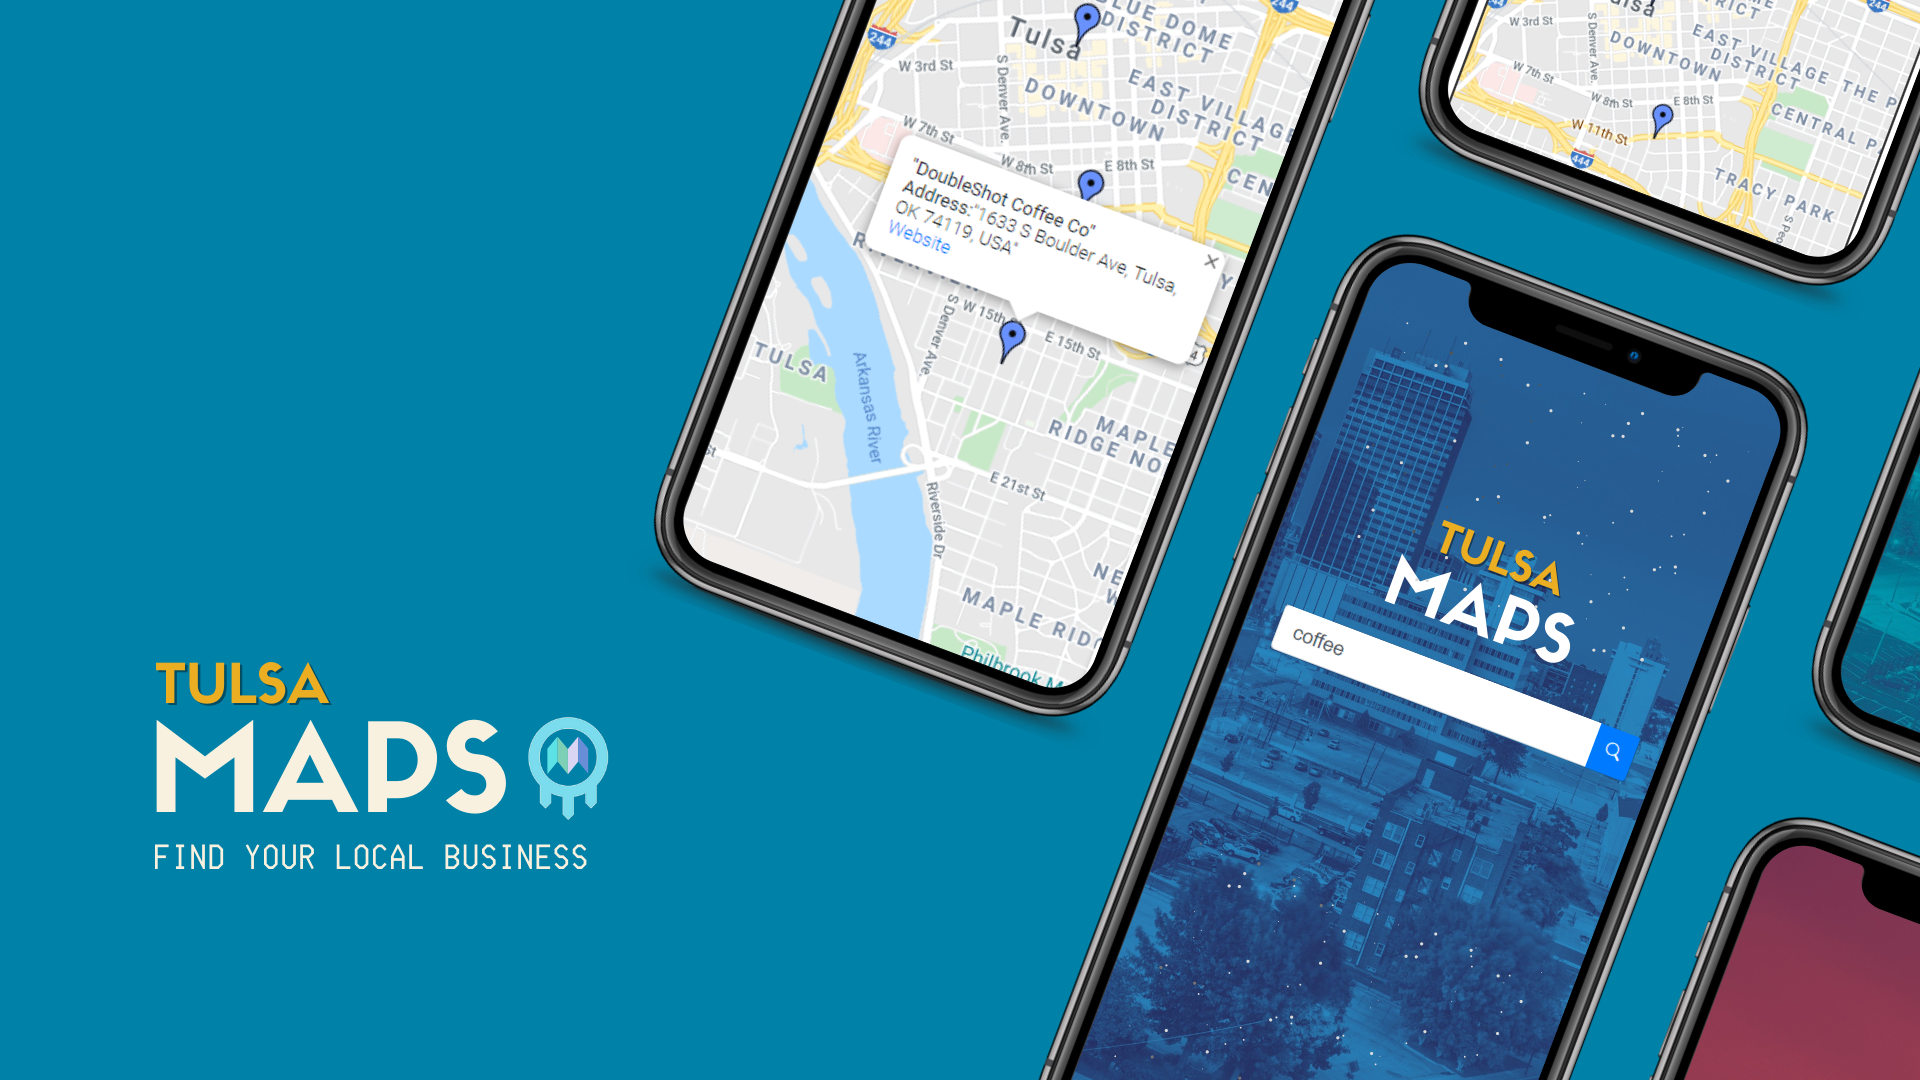 TULSA
MAPS
FIND YOUR LOCAL BUSINESS
244
Tulsa
BLUE DOME
DISTRICT
244
W 3rd St
S Denver Ave.
DOWNTOWN
EAST VILLAGE
DISTRICT
W 7th St
W 8th St
E 8th St
CEN
"DoubleShot Coffee Co"
Address:"1633 S Boulder Ave, Tulsa,
OK 74119, USA"
Website
W 15th
E 15th St
S Denver Ave.
TULSA
Arkansas River
MAPLE
RIDGE NO
E 21st St
Riverside Dr
MAPLE RID
Philbrook M
W 3rd St
S Denver Ave.
DOWNTOWN
EAST VILLAGE
DISTRICT
THE P
W 7th St
W 8th St
E 8th St
CENTRAL P
W 11th St
444
TRACY PARK
S Peo
TULSA
MAPS
coffee